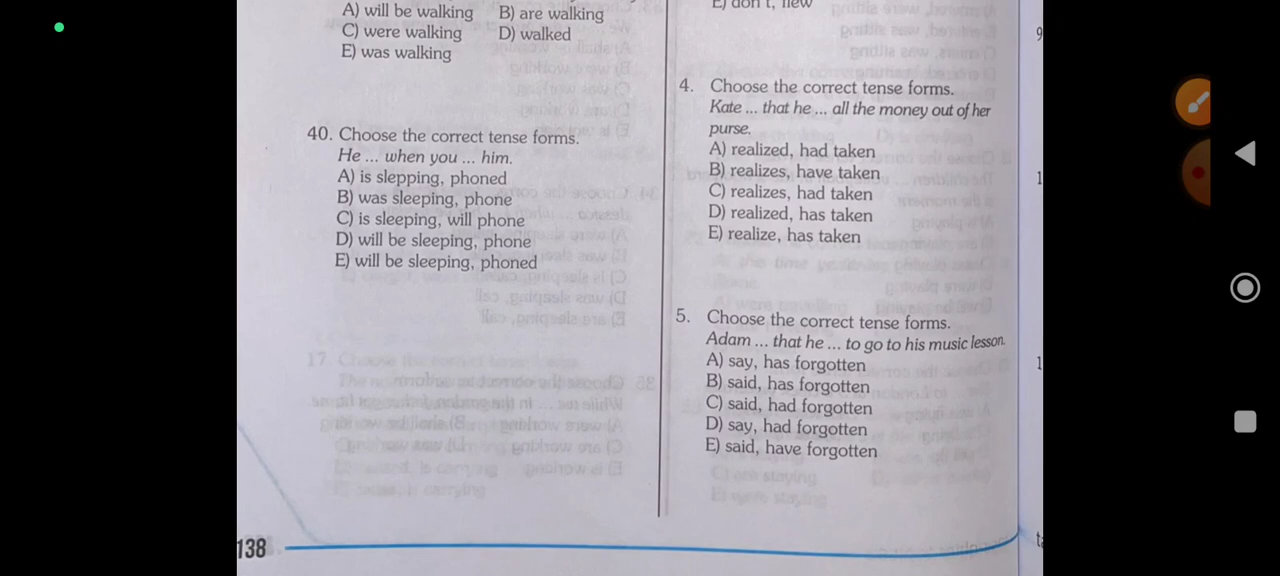 A) will be walking B) are walking
C) were walking D) walked
E) was walking
40. Choose the correct tense forms.
He ... when you ... him.
A) is slepping, phoned
B) was sleeping, phone
C) is sleeping, will phone
D) will be sleeping, phone
E) will be sleeping, phoned
138
E) don't,
4. Choose the correct tense forms.
Kate ... that he ... all the money out of her
purse.
A) realized, had taken
B) realizes, have taken
C) realizes, had taken
D) realized, has taken
E) realize, has taken
5. Choose the correct tense forms.
Adam ... that he ... to go to his music lesson.
A) say, has forgotten
B) said, has forgotten
C) said, had forgotten
D) say, had forgotten
E) said, have forgotten
9
1
1